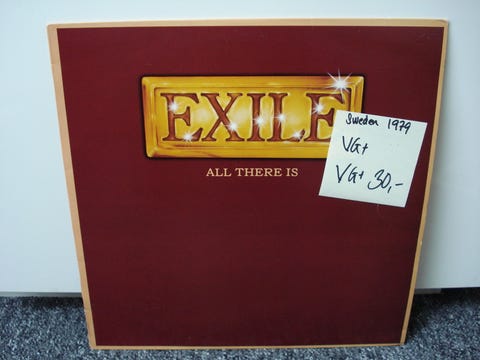 EXILE
ALL THERE IS
Sweden 1979
VG+
VG+ 30,-